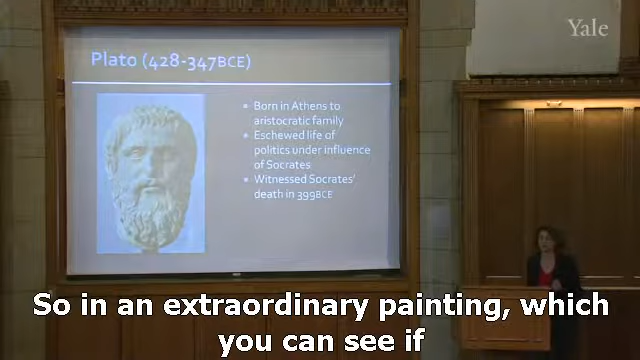 Yale
Plato (428-347BCE)
Born in Athens to
aristocratic family
Eschewed life of
politics under influence
of Socrates
Witnessed Socrates'
death in 399BCE
So in an extraordinary painting, which
you can see if